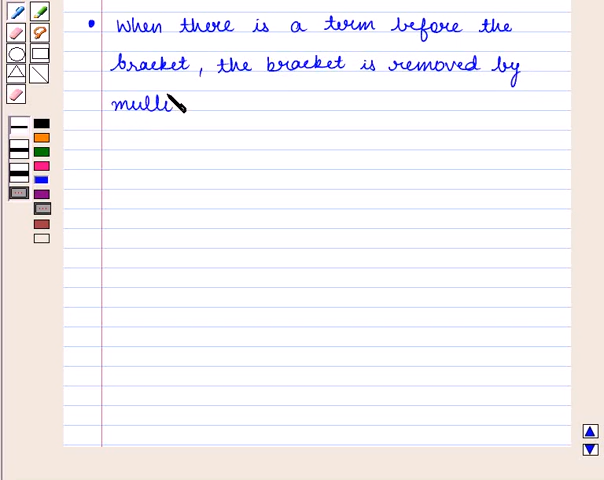 • When there is a term before the
bracket, the bracket is removed by
multi